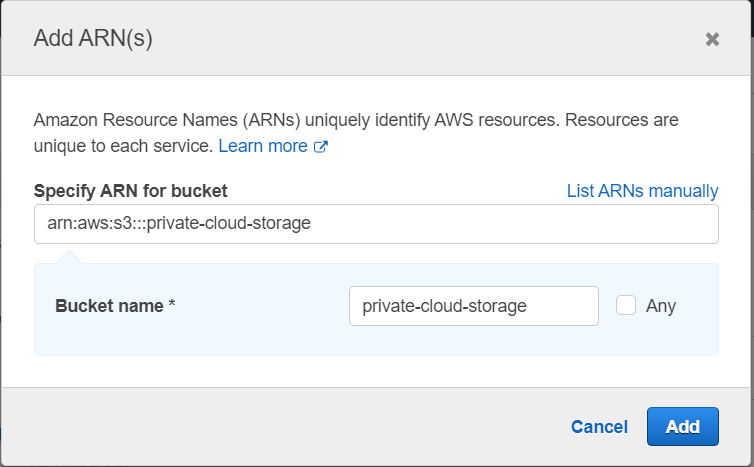 Add ARN(s)
Amazon Resource Names (ARNs) uniquely identify AWS resources. Resources are
unique to each service. Learn more
Specify ARN for bucket List ARNs manually
arn:aws:s3:::private-cloud-storage
Bucket name * private-cloud-storage Any
Cancel Add